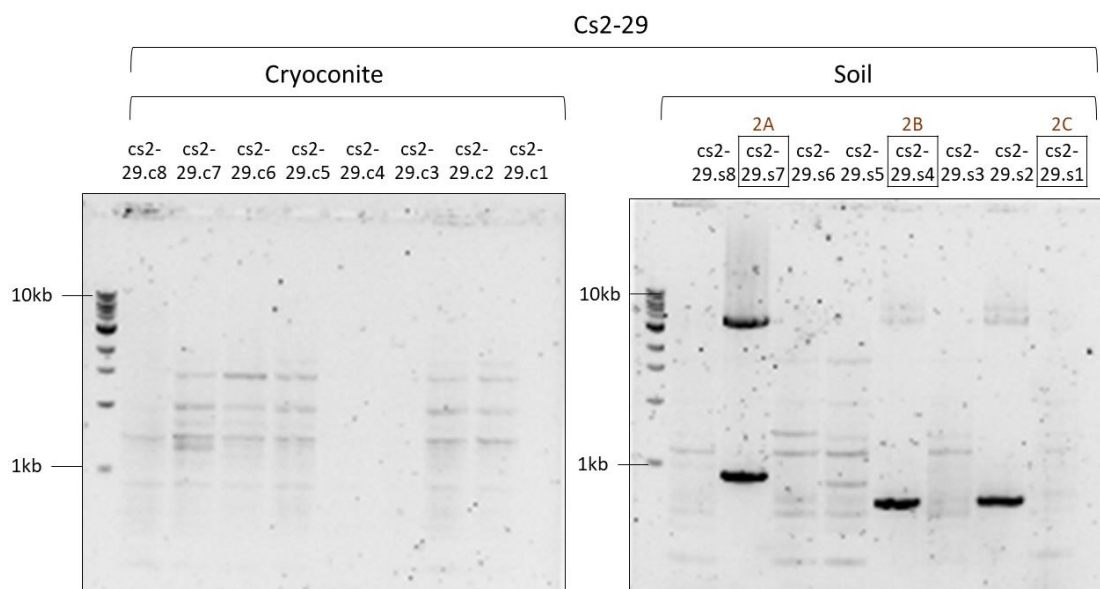 Cs2-29
Cryoconite
Soil
2A
2B
2C
cs2-
29.c8
cs2-
29.c7
cs2-
29.c6
cs2-
29.c5
cs2-
29.c4
cs2-
29.c3
cs2-
29.c2
cs2-
29.c1
cs2-
29.s8
cs2-
29.s7
cs2-
29.s6
cs2-
29.s5
cs2-
29.s4
cs2-
29.s3
cs2-
29.s2
cs2-
29.s1
10kb
1kb
10kb
1kb